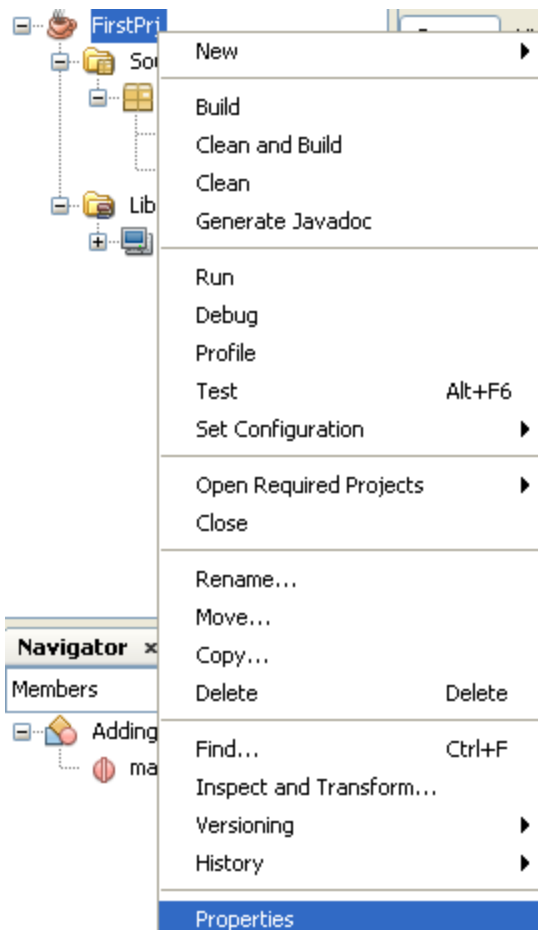 FirstPrj
New
Build
Clean and Build
Clean
Generate Javadoc
Run
Debug
Profile
Test Alt+F6
Set Configuration
Open Required Projects
Close
Rename...
Move...
Navigator x
Copy...
Members
Delete Delete
Adding
Find... Ctrl+F
Inspect and Transform...
Versioning
History
Properties